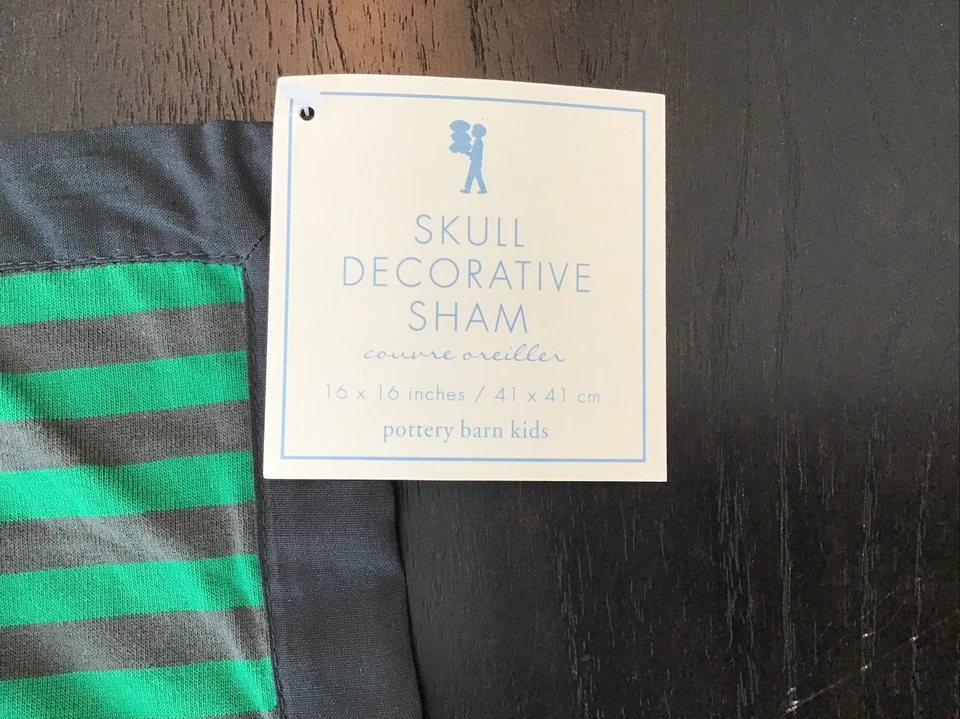 SKULL
DECORATIVE
SHAM
couvre oreiller
16 x 16 inches / 41 x 41 cm
pottery barn kids